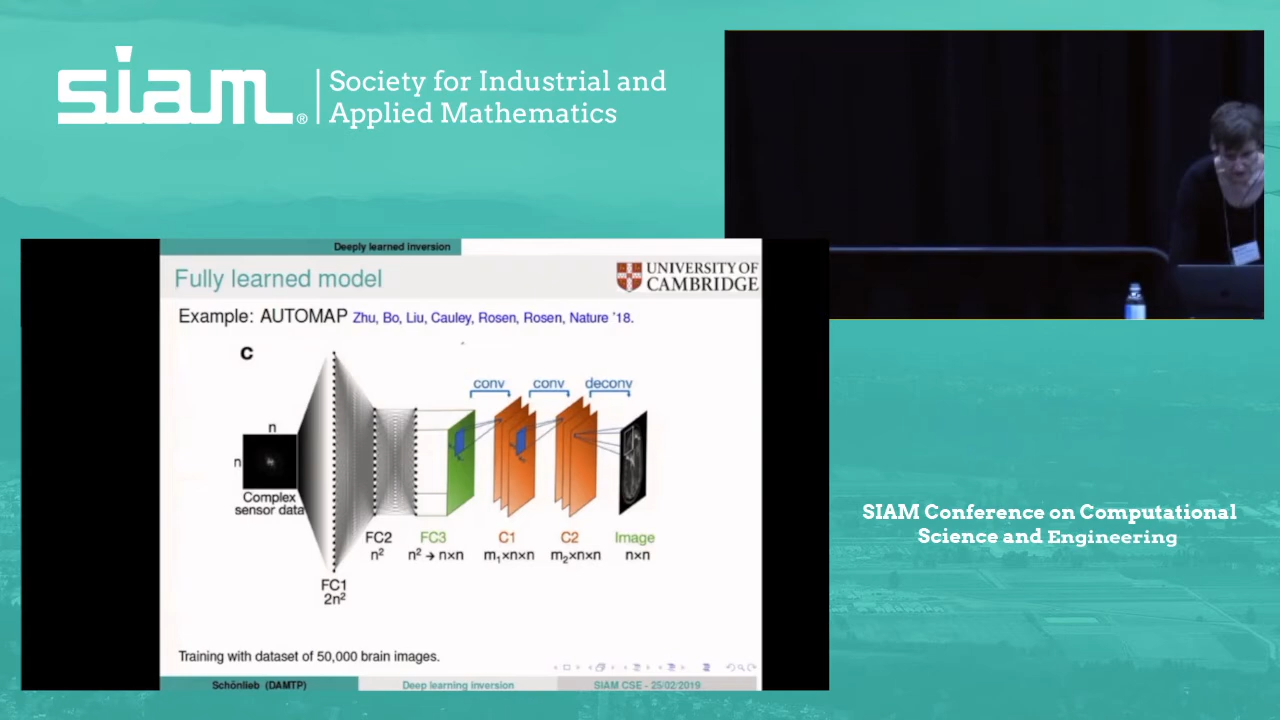 siam® Society for Industrial and
Applied Mathematics
Deeply learned inversion
Fully learned model
UNIVERSITY OF
CAMBRIDGE
Example: AUTOMAP Zhu, Bo, Liu, Cauley, Rosen, Rosen, Nature '18.
C
conv conv deconv
n
n
Complex
sensor data
FC2 FC3 C1 C2 Image
n² n² → n×n m₁×n×n m₂×n×n n×n
FC1
2n²
Training with dataset of 50,000 brain images.
Schönlieb (DAMTP) Deep learning inversion SIAM CSE - 25/02/2019
SIAM Conference on Computational
Science and Engineering